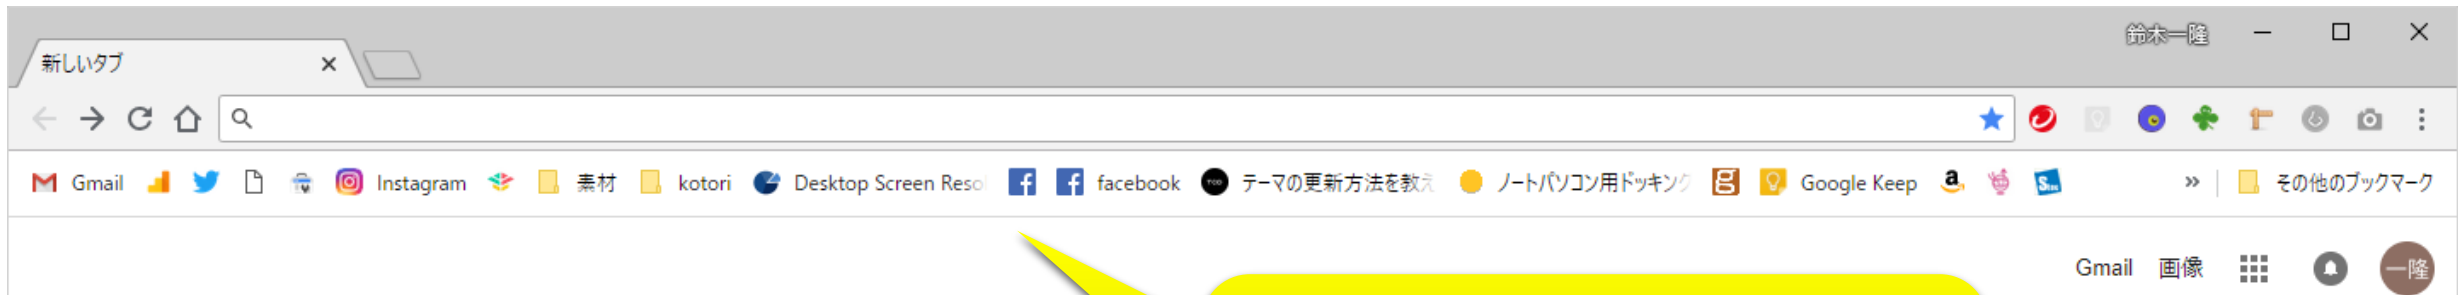 鈴木一隆
新しいタブ
Gmail Instagram 素材 kotori Desktop Screen Reso facebook テーマの更新方法を教え ノートパソコン用ドッキング Google Keep » その他のブックマーク
Gmail 画像 一隆